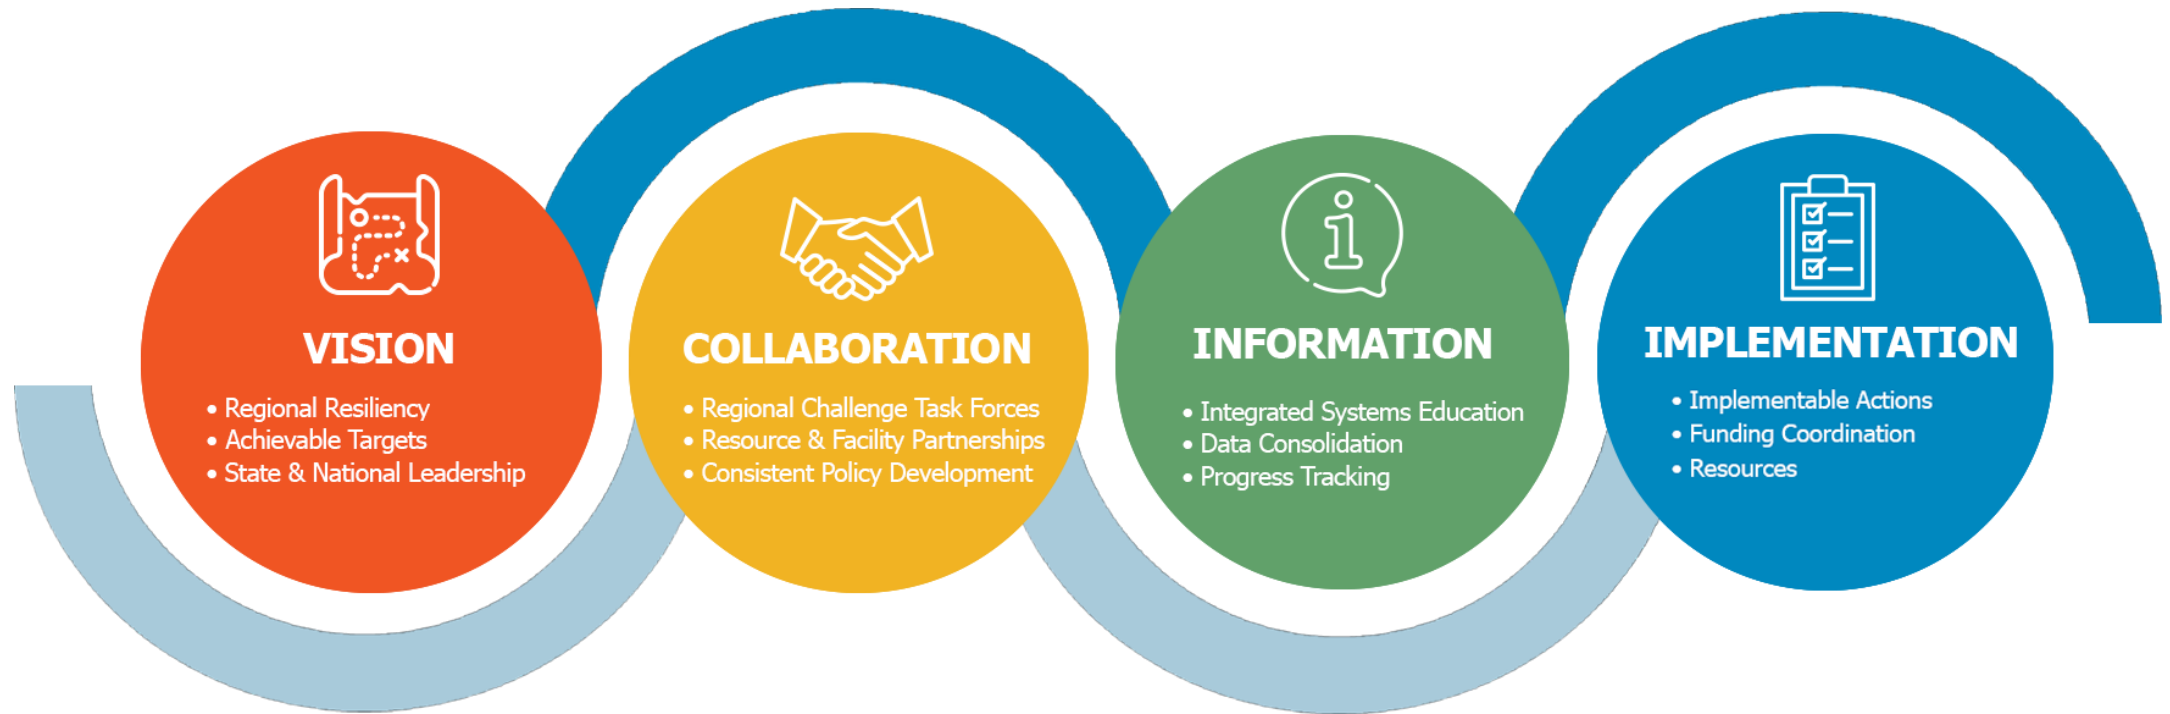 VISION
• Regional Resiliency
• Achievable Targets
• State & National Leadership
COLLABORATION
• Regional Challenge Task Forces
• Resource & Facility Partnerships
• Consistent Policy Development
INFORMATION
• Integrated Systems Education
• Data Consolidation
• Progress Tracking
IMPLEMENTATION
• Implementable Actions
• Funding Coordination
• Resources